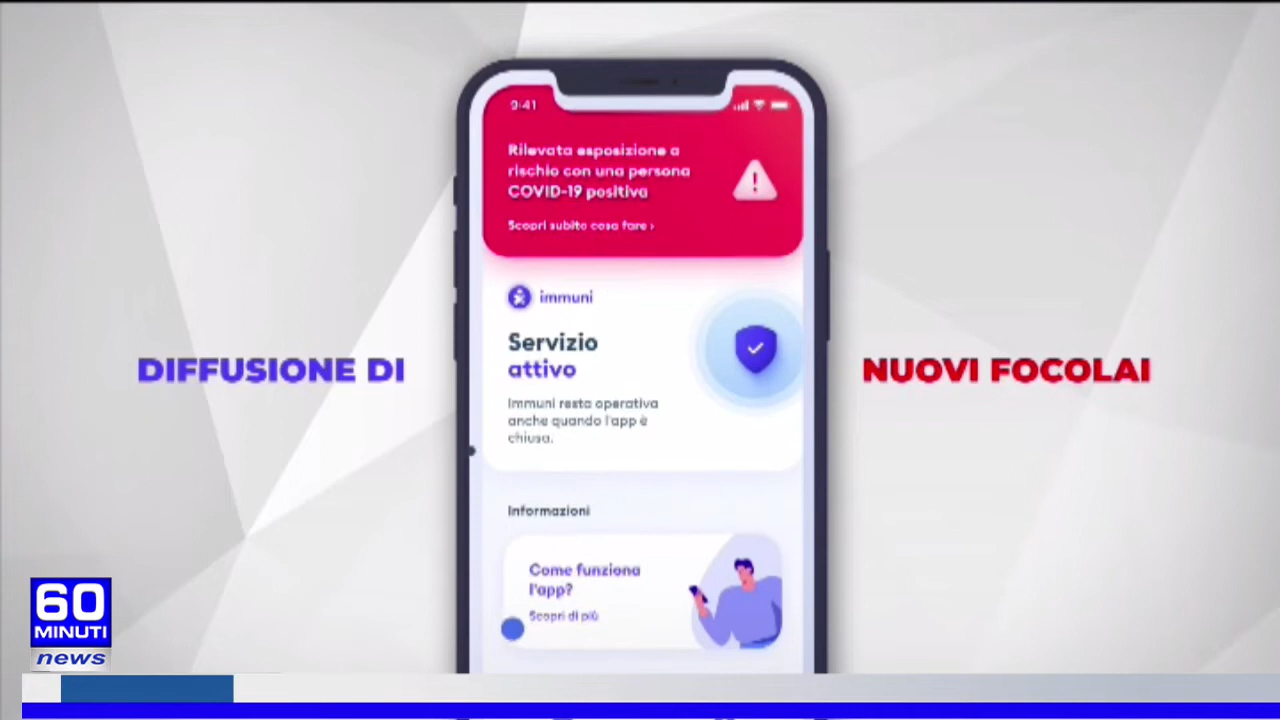 9:41
Rilevata esposizione a
rischio con una persona
COVID-19 positiva
Scopri subito cosa fare ›
immuni
Servizio
attivo
Immuni resta operativa
anche quando l'app è
chiusa.
DIFFUSIONE DI
NUOVI FOCOLAI
Informazioni
Come funziona
l'app?
Scopri di più
60
MINUTI
news